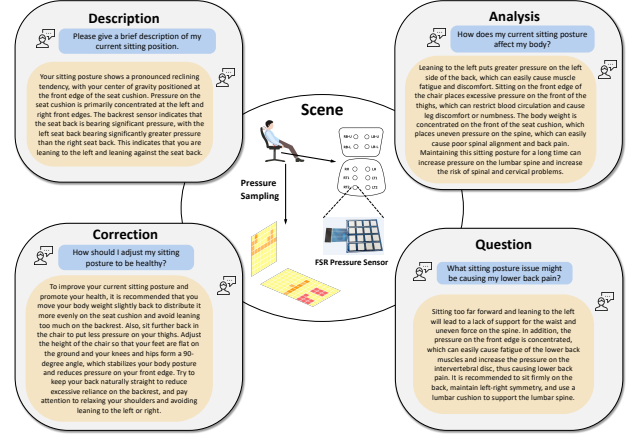 Description
Please give a brief description of my
current sitting position.
Your sitting posture shows a pronounced reclining
tendency, with your center of gravity positioned at
the front edge of the seat cushion. Pressure on the
seat cushion is primarily concentrated at the left and
right front edges. The backrest sensor indicates that
the seat back is bearing significant pressure, with the
left seat back bearing significantly greater pressure
than the right seat back. This indicates that you are
leaning to the left and leaning against the seat back.
Analysis
How does my current sitting posture
affect my body?
Leaning to the left puts greater pressure on the left
side of the back, which can easily cause muscle
fatigue and discomfort. Sitting on the front edge of
the chair places excessive pressure on the front of
the thighs, which can restrict blood circulation and cause
leg discomfort or numbness. The body weight is
concentrated on the front of the seat cushion, which
places uneven pressure on the spine, which can easily
cause poor spinal alignment and back pain.
Maintaining this sitting posture for a long time can
increase pressure on the lumbar spine and increase
the risk of spinal and cervical problems.
Scene
Pressure
Sampling
FSR Pressure Sensor
Correction
How should I adjust my sitting
posture to be healthy?
To improve your current sitting posture and
promote your health, it is recommended that you
move your body weight slightly back to distribute it
more evenly on the seat cushion and avoid leaning
too much on the backrest. Also, sit further back in
the chair to put less pressure on your thighs. Adjust
the height of the chair so that your feet are flat on
the ground and your knees and hips form a 90-
degree angle, which stabilizes your body posture
and reduces pressure on your front edge. Try to
keep your back naturally straight to reduce
excessive reliance on the backrest, and pay
attention to relaxing your shoulders and avoiding
leaning to the left or right.
Question
What sitting posture issue might
be causing my lower back pain?
Sitting too far forward and leaning to the left
will lead to a lack of support for the waist and
uneven force on the spine. In addition, the
pressure on the front edge is concentrated,
which can easily cause fatigue of the lower back
muscles and increase the pressure on the
intervertebral disc, thus causing lower back
pain. It is recommended to sit firmly on the
back, maintain left-right symmetry, and use a
lumbar cushion to support the lumbar spine.